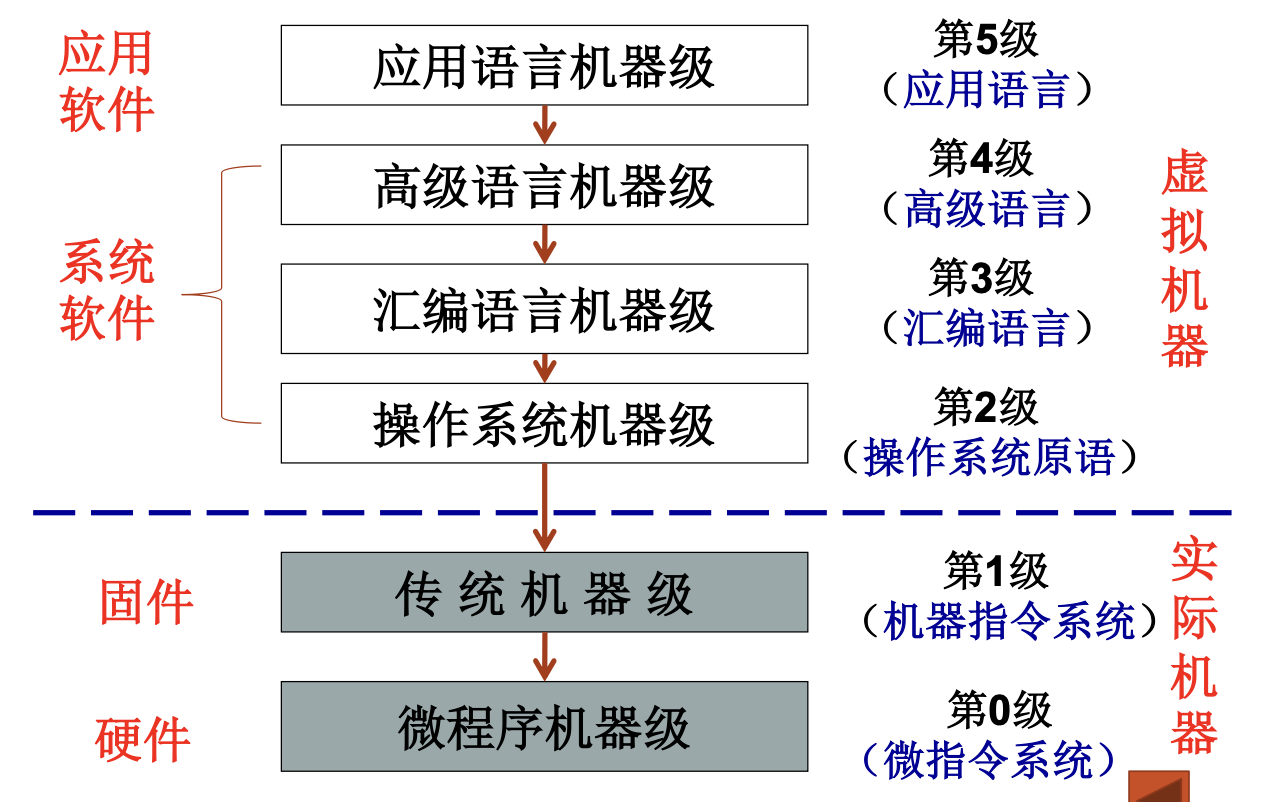 应用
软件
应用语言机器级
第5级
（应用语言）
高级语言机器级
第4级
（高级语言）
系统
软件
汇编语言机器级
第3级
（汇编语言）
操作系统机器级
第2级
（操作系统原语）
虚
拟
机
器
固件
传 统 机 器 级
第1级
（机器指令系统）
硬件
微程序机器级
第0级
（微指令系统）
实
际
机
器